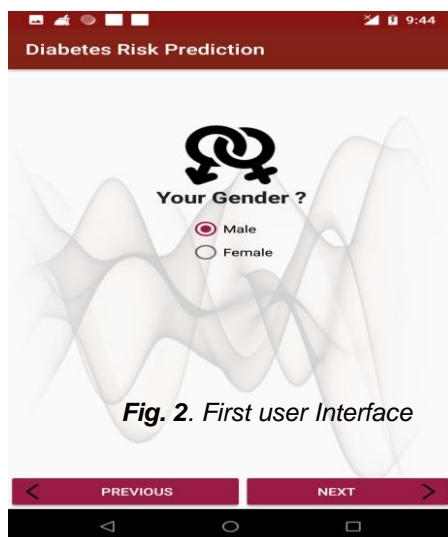 9:44
Diabetes Risk Prediction
Your Gender ?
Male
Female
Fig. 2. First user Interface
PREVIOUS NEXT